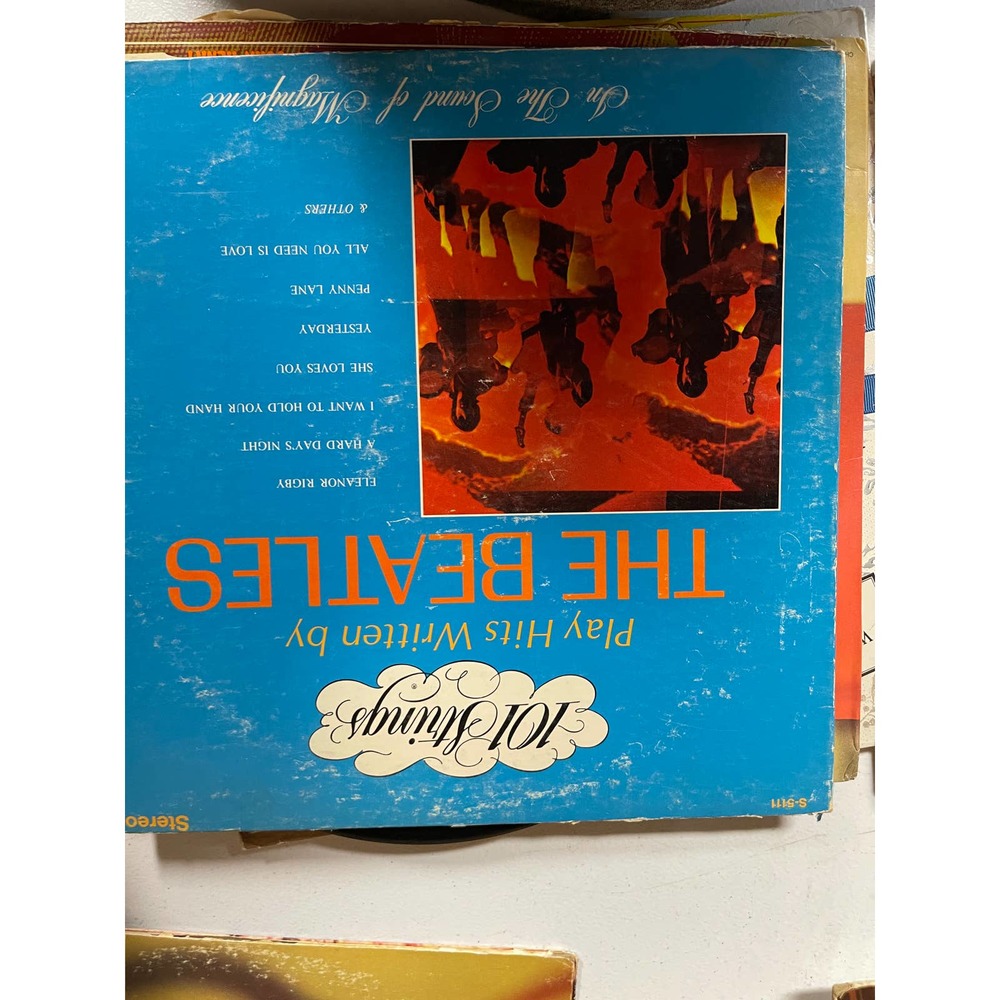 Stereo
S-5111
101 Strings®
Play Hits Written by
THE BEATLES
ELEANOR RIGBY
A HARD DAY'S NIGHT
I WANT TO HOLD YOUR HAND
SHE LOVES YOU
YESTERDAY
PENNY LANE
ALL YOU NEED IS LOVE
& OTHERS
In The Sound of Magnificence